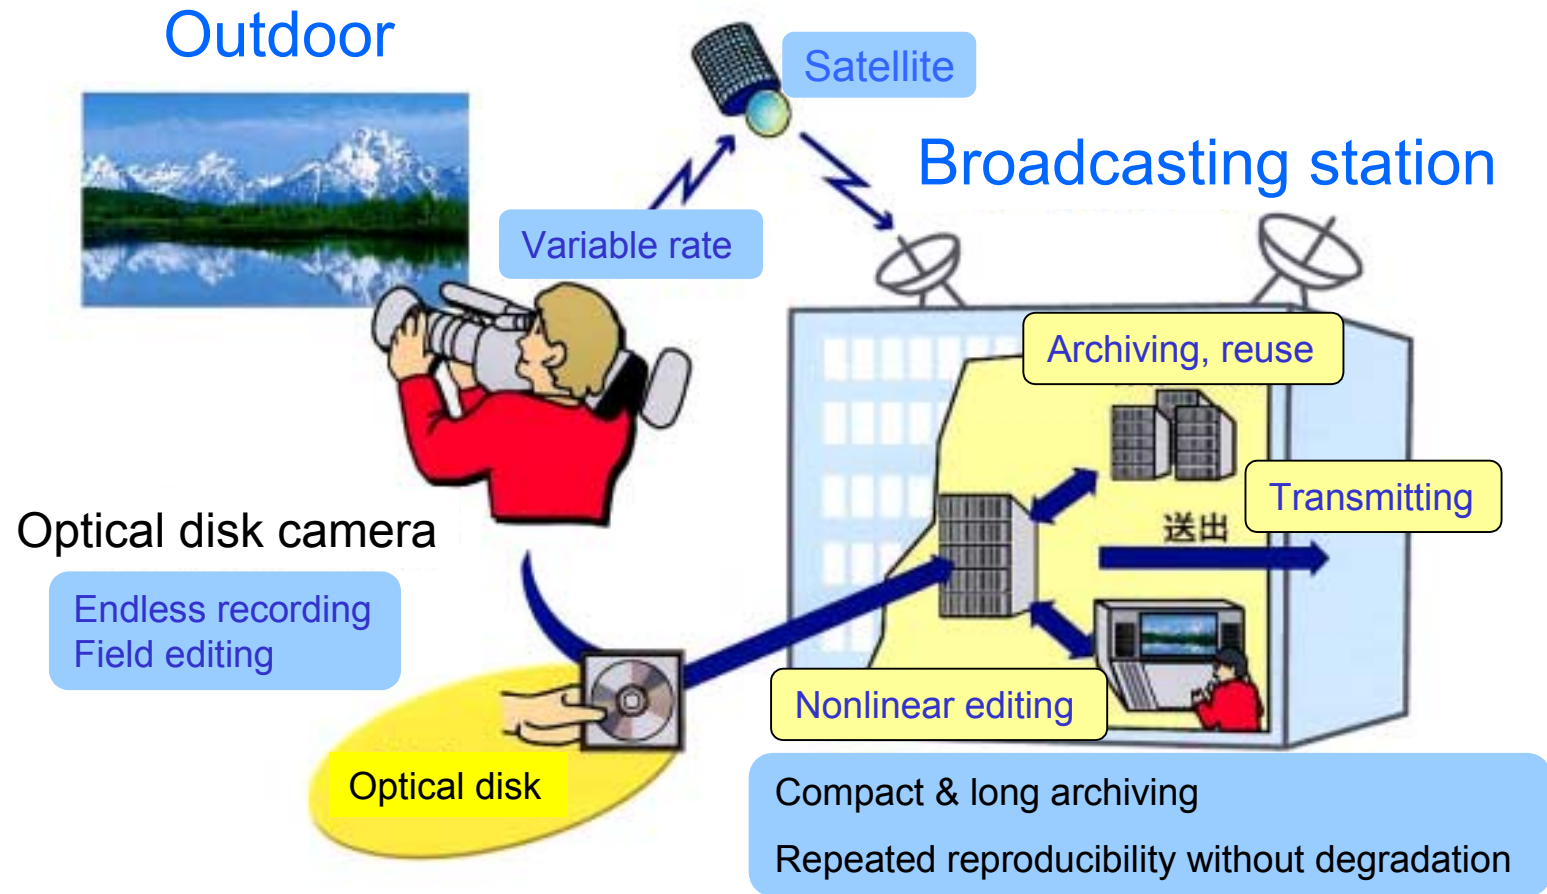 Outdoor
Satellite
Broadcasting station
Variable rate
Archiving, reuse
Transmitting
送出
Optical disk camera
Endless recording
Field editing
Nonlinear editing
Optical disk
Compact & long archiving
Repeated reproducibility without degradation